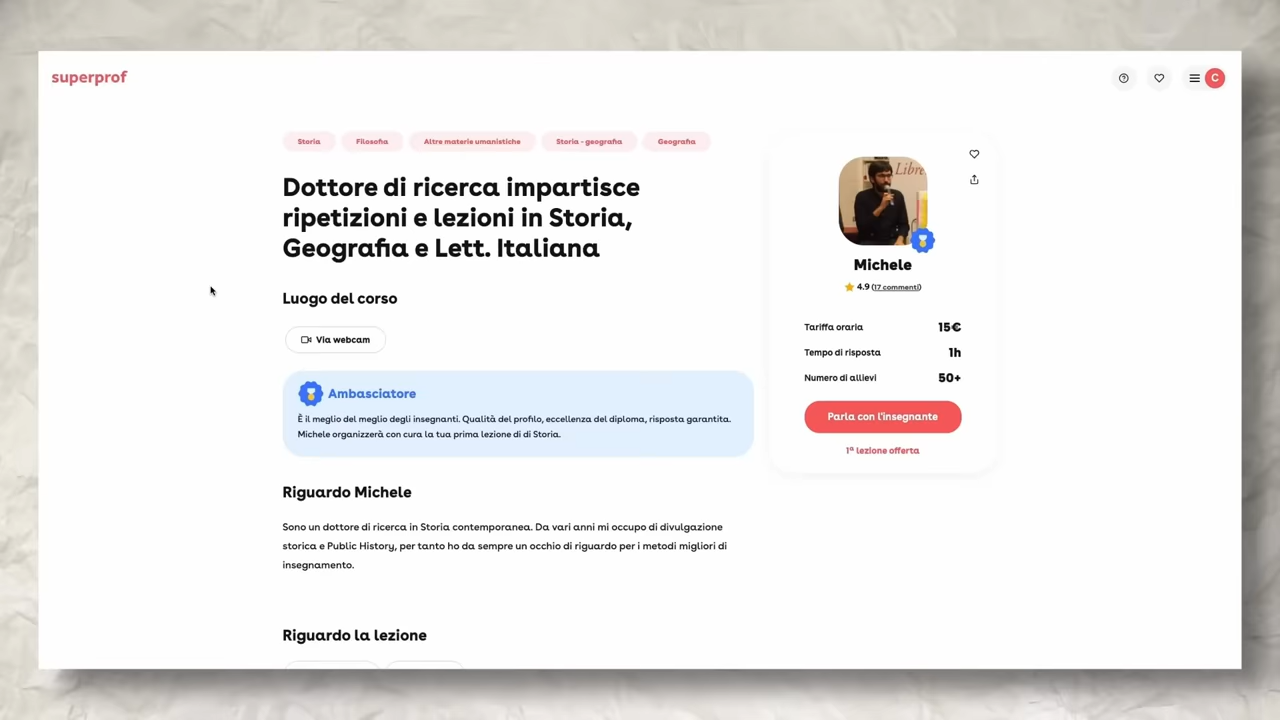 superprof
C
Storia
Filosofia
Altre materie umanistiche
Storia - geografia
Geografia
Dottore di ricerca impartisce
ripetizioni e lezioni in Storia,
Geografia e Lett. Italiana
Luogo del corso
Via webcam
Ambasciatore
È il meglio del meglio degli insegnanti. Qualità del profilo, eccellenza del diploma, risposta garantita.
Michele organizzerà con cura la tua prima lezione di di Storia.
Riguardo Michele
Sono un dottore di ricerca in Storia contemporanea. Da vari anni mi occupo di divulgazione
storica e Public History, per tanto ho da sempre un occhio di riguardo per i metodi migliori di
insegnamento.
Riguardo la lezione
Libre
Michele
4.9 (17 commenti)
Tariffa oraria 15€
Tempo di risposta 1h
Numero di allievi 50+
Parla con l'insegnante
1ª lezione offerta